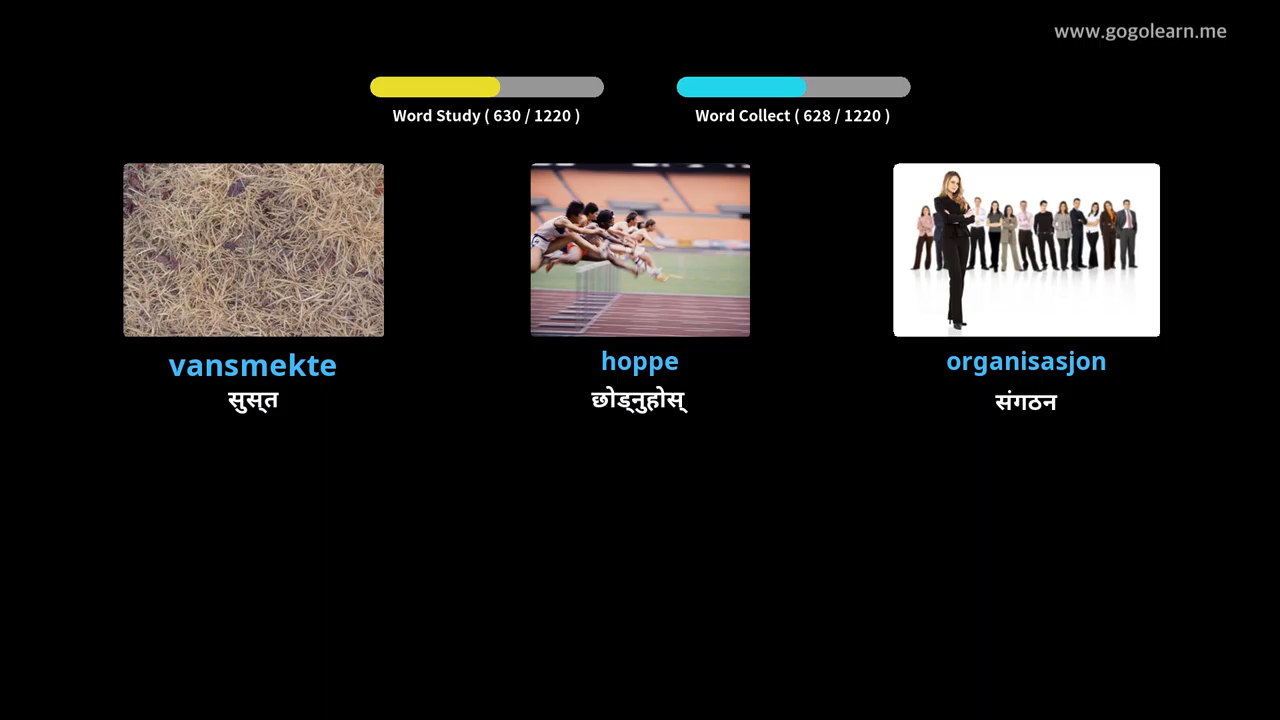 www.gogolearn.me
Word Study ( 630 / 1220 )
Word Collect ( 628 / 1220 )
vansmekte
सुस्त
hoppe
छोड्नुहोस्
organisasjon
संगठन